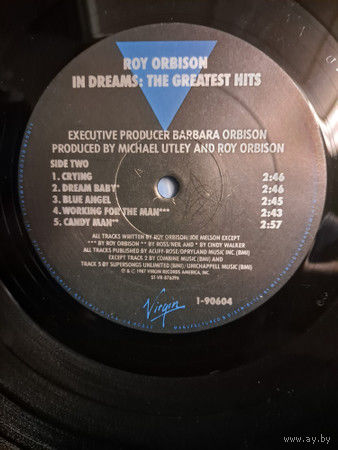 ROY ORBISON
IN DREAMS: THE GREATEST HITS
EXECUTIVE PRODUCER BARBARA ORBISON
PRODUCED BY MICHAEL UTLEY AND ROY ORBISON
SIDE TWO
1. CRYING 2:46
2. DREAM BABY* 2:46
3. BLUE ANGEL 2:45
4. WORKING FOR THE MAN*** 2:43
5. CANDY MAN** 2:57
ALL TRACKS WRITTEN BY ROY ORBISON/JOE MELSON EXCEPT
*** BY ROY ORBISON ** BY ROSS/NEIL AND * BY CINDY WALKER
ALL TRACKS PUBLISHED BY ACUFF-ROSE/OPRYLAND MUSIC INC (BMI)
EXCEPT TRACK 2 BY COMBINE MUSIC (BMI) AND
TRACK 5 BY SUPERSONGS UNLIMITED (BMI)/UNICHAPPELL MUSIC (BMI)
℗ & © 1987 VIRGIN RECORDS AMERICA, INC.
Virgin
1-90604
www.ay.by